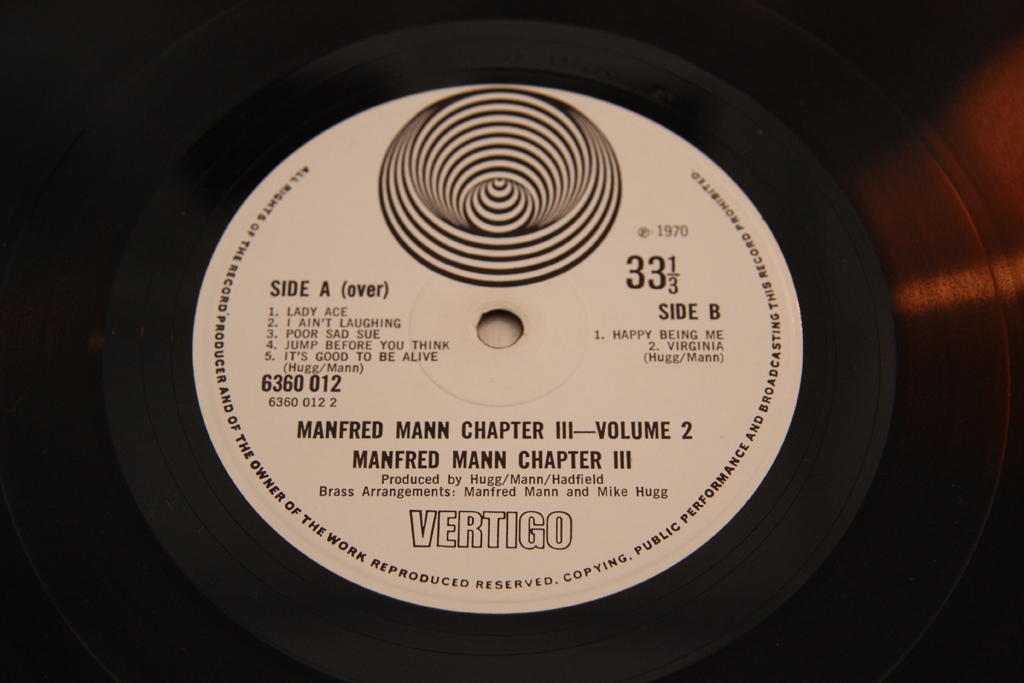 ℗ 1970
33 1/3
SIDE A (over)
1. LADY ACE
2. I AIN'T LAUGHING
3. POOR SAD SUE
4. JUMP BEFORE YOU THINK
5. IT'S GOOD TO BE ALIVE
(Hugg/Mann)
6360 012
6360 012 2
SIDE B
1. HAPPY BEING ME
2. VIRGINIA
(Hugg/Mann)
MANFRED MANN CHAPTER III—VOLUME 2
MANFRED MANN CHAPTER III
Produced by Hugg/Mann/Hadfield
Brass Arrangements: Manfred Mann and Mike Hugg
VERTIGO
ALL RIGHTS OF THE RECORD PRODUCER AND OF THE OWNER OF THE WORK REPRODUCED RESERVED. COPYING, PUBLIC PERFORMANCE AND BROADCASTING THIS RECORD PROHIBITED.